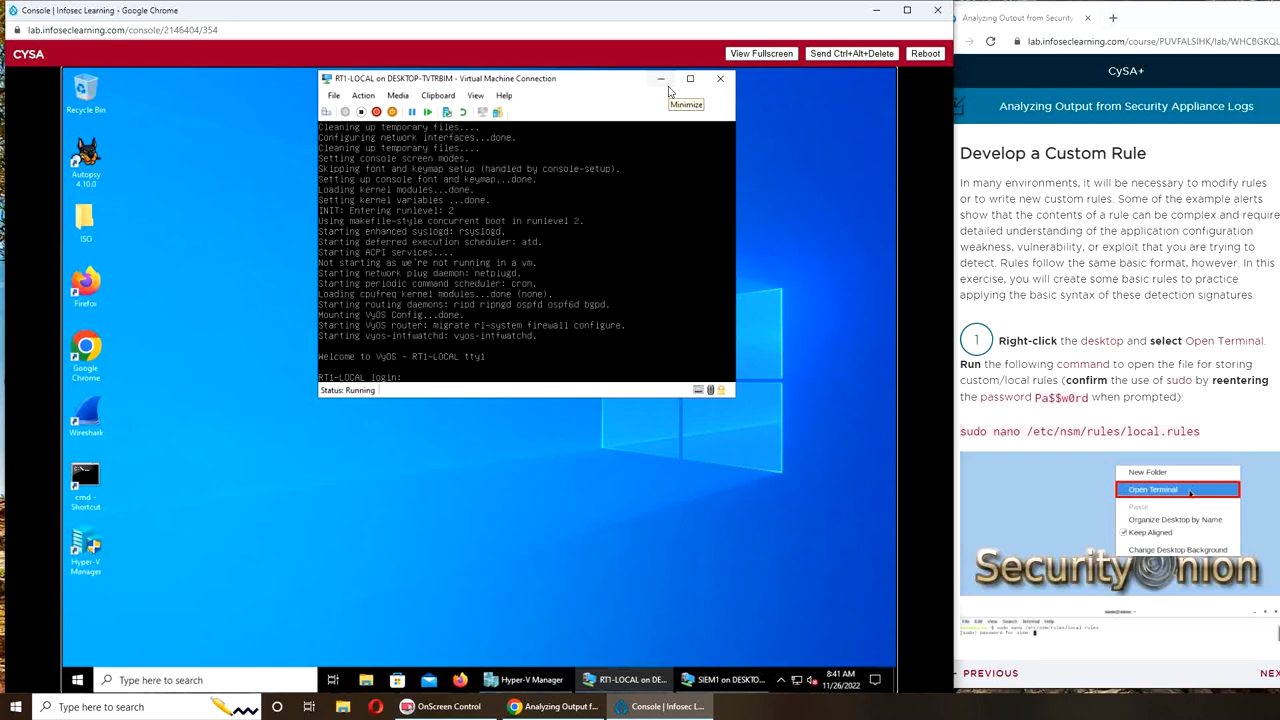 Console | Infosec Learning - Google Chrome
lab.infoseclearning.com/console/2146404/354
CYSA
View Fullscreen
Send Ctrl+Alt+Delete
Reboot
Recycle Bin
Autopsy
4.10.0
ISO
Firefox
Google
Chrome
Wireshark
cmd -
Shortcut
Hyper-V
Manager
RT1-LOCAL on DESKTOP-TVTRBIM - Virtual Machine Connection
File Action Media Clipboard View Help
Minimize
Cleaning up temporary files....
Configuring network interfaces...done.
Cleaning up temporary files....
Setting console screen modes.
Skipping font and keymap setup (handled by console-setup).
Setting up console font and keymap...done.
Loading kernel modules...done.
Setting kernel variables ...done.
INIT: Entering runlevel: 2
Using makefile-style concurrent boot in runlevel 2.
Starting enhanced syslogd: rsyslogd.
Starting deferred execution scheduler: atd.
Starting ACPI services....
Not starting as we're not running in a vm.
Starting network plug daemon: netplugd.
Starting periodic command scheduler: cron.
Loading cpufreq kernel modules...done (none).
Starting routing daemons: ripd ripngd ospfd ospf6d bgpd.
Mounting VyOS Config...done.
Starting VyOS router: migrate rl-system firewall configure.
Starting vyos-intfwatchd: vyos-intfwatchd.
Welcome to VyOS - RT1-LOCAL tty1
RT1-LOCAL login:
Status: Running
Type here to search
Hyper-V Manager
RT1-LOCAL on DE...
SIEM1 on DESKTO...
8:41 AM
11/26/2022
Analyzing Output from Security
lab.infoseclearning.com/course/PUVFALSIHK/lab/WHCBGKQL
CySA+
Analyzing Output from Security Appliance Logs
Develop a Custom Rule
In many environments, it will be necessary to modify rules
or to write new custom rules. Some of the example alerts
show that the contents of a rule can be complex and require
detailed understanding of the application configuration
weakness, vulnerability, or exploit that you are trying to
detect. Rules follow the same basic format, however. In this
exercise, you will create some basic rules to practice
applying the basic syntax of these detection signatures.
1 Right-click the desktop and select Open Terminal.
Run the following command to open the file for storing
custom/local rules (confirm the use of sudo by reentering
the password Pa$$w0rd when prompted):
sudo nano /etc/nsm/rules/local.rules
New Folder
Open Terminal
Paste
Organize Desktop by Name
Keep Aligned
Change Desktop Background
Security Onion
File Edit View Search Terminal Help
PREVIOUS
NEX
Type here to search
OnScreen Control
Analyzing Output f...
Console | Infosec L...